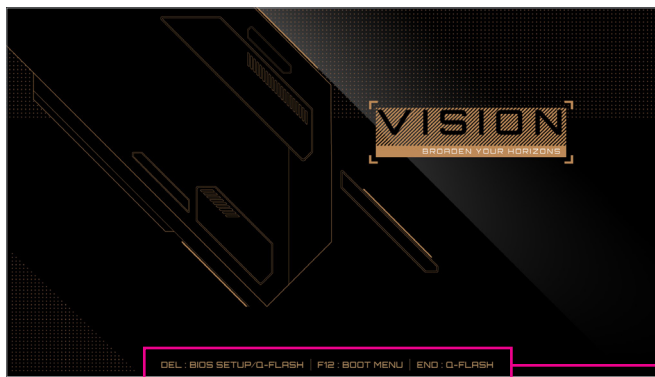 VISION
BROADEN YOUR HORIZONS
DEL : BIOS SETUP/Q-FLASH | F12 : BOOT MENU | END : Q-FLASH